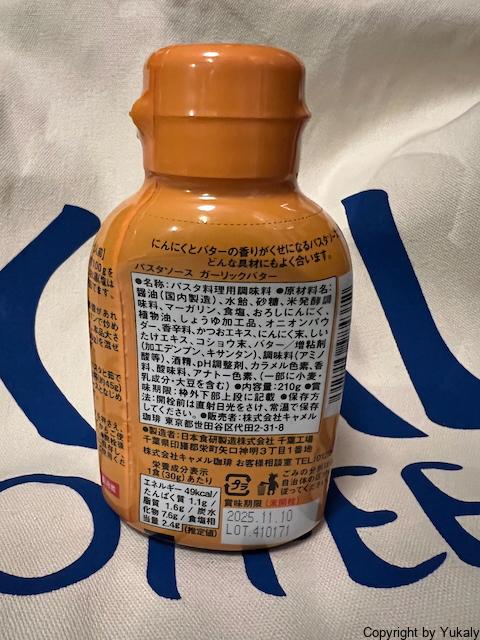 にんにくとバターの香りがくせになるパスタソース
どんな具材にもよく合います。
パスタソース ガーリックバター
●名称:パスタ料理用調味料 ●原材料名:
醤油(国内製造)、水飴、砂糖、米発酵調
味料、マーガリン、食塩、おろしにんにく、
植物油、しょうゆ加工品、オニオンパウ
ダー、香辛料、かつおエキス、にんにく末、しい
たけエキス、コショウ末、バター/増粘剤
(加工デンプン、キサンタン)、調味料(アミノ
酸等)、酒精、pH調整剤、カラメル色素、香
料、酸味料、アナトー色素、(一部に小麦・
乳成分・大豆を含む) ●内容量:210g ●賞
味期限:枠外下部上段に記載 ●保存方
法:開栓前は直射日光をさけ、常温で保存
してください。 ●販売者:株式会社キャメル
珈琲 東京都世田谷区代田2-31-8
●製造者:日本食研製造株式会社 千葉工場
千葉県印旛郡栄町矢口神明3丁目1番地
株式会社キャメル珈琲 お客様相談室 TEL
栄養成分表示
1食(30g)あたり
エネルギー 49kcal/
たんぱく質 1.1g/
脂質 1.6g/炭水
化物 7.6g/食塩相
当量 2.4g(推定値)
賞味期限(未開栓)
2025.11.10
LOT.410171
Copyright by Yukaly